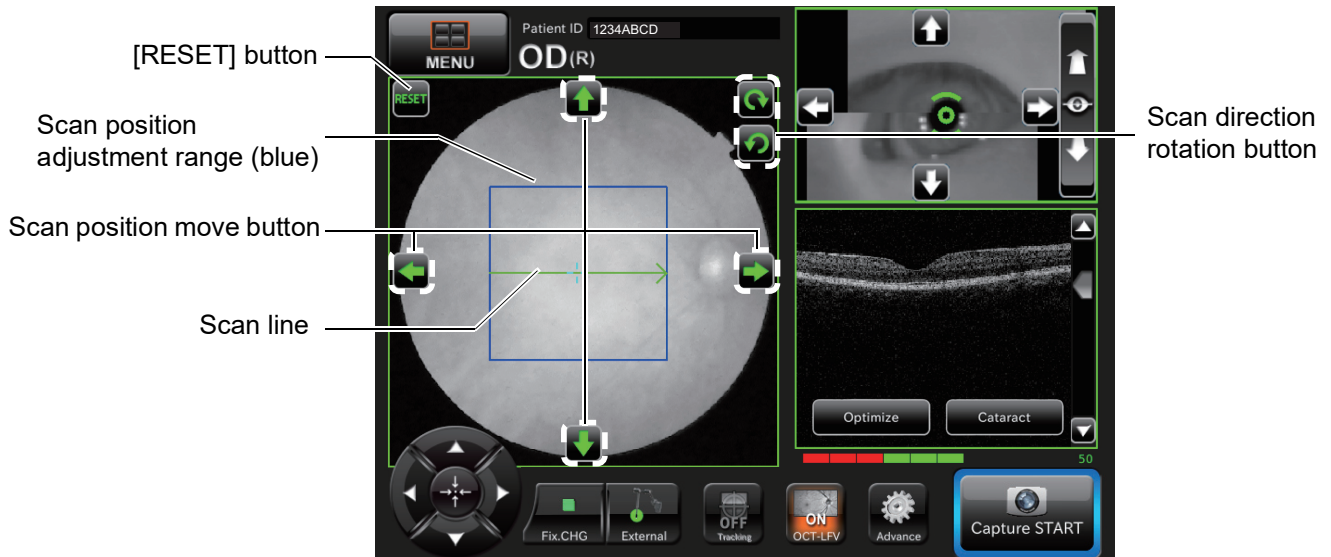 [RESET] button
Scan position
adjustment range (blue)
Scan position move button
Scan line
Scan direction
rotation button
MENU
Patient ID 1234ABCD
OD(R)
RESET
Optimize
Cataract
50
Fix.CHG
External
OFF
Tracking
ON
OCT-LFV
Advance
Capture START